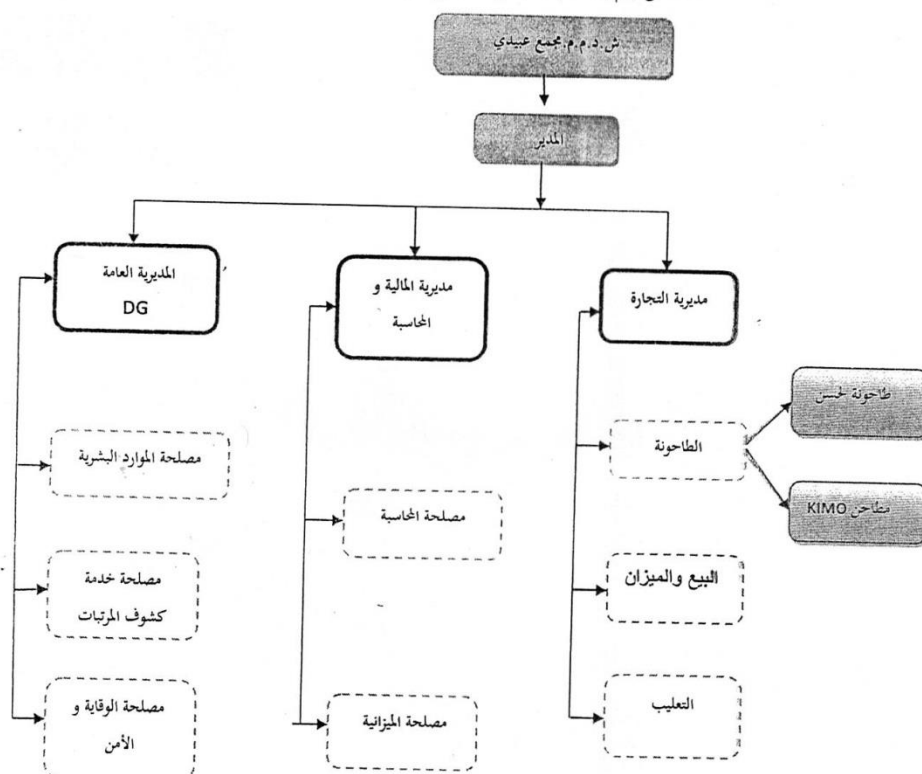 ش.د.م.م. مجمع عبيدي
المدير
مديرية التجارة
مديرية المالية و
المحاسبة
المديرية العامة
DG
طاحونة لحسن
الطاحونة
مطاحن KIMO
مصلحة الموارد البشرية
مصلحة المحاسبة
البيع والميزان
مصلحة خدمة
كشوف المرتبات
التعليب
مصلحة الميزانية
مصلحة الوقاية و
الأمن